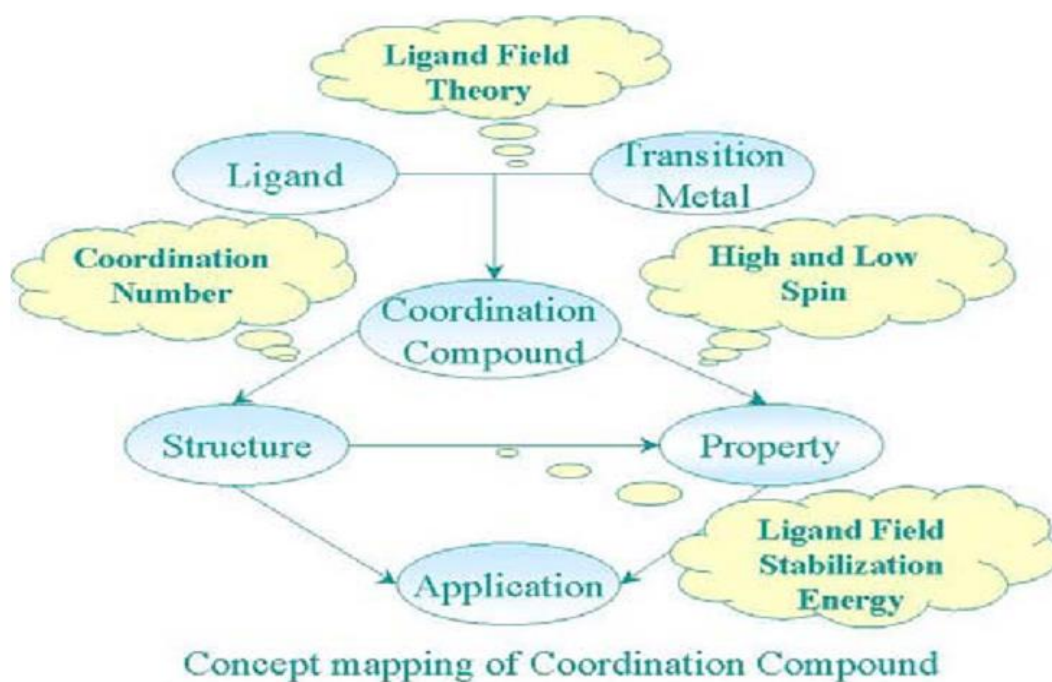 Ligand Field
Theory
Ligand
Transition
Metal
Coordination
Number
High and Low
Spin
Coordination
Compound
Structure
Property
Ligand Field
Stabilization
Energy
Application
Concept mapping of Coordination Compound